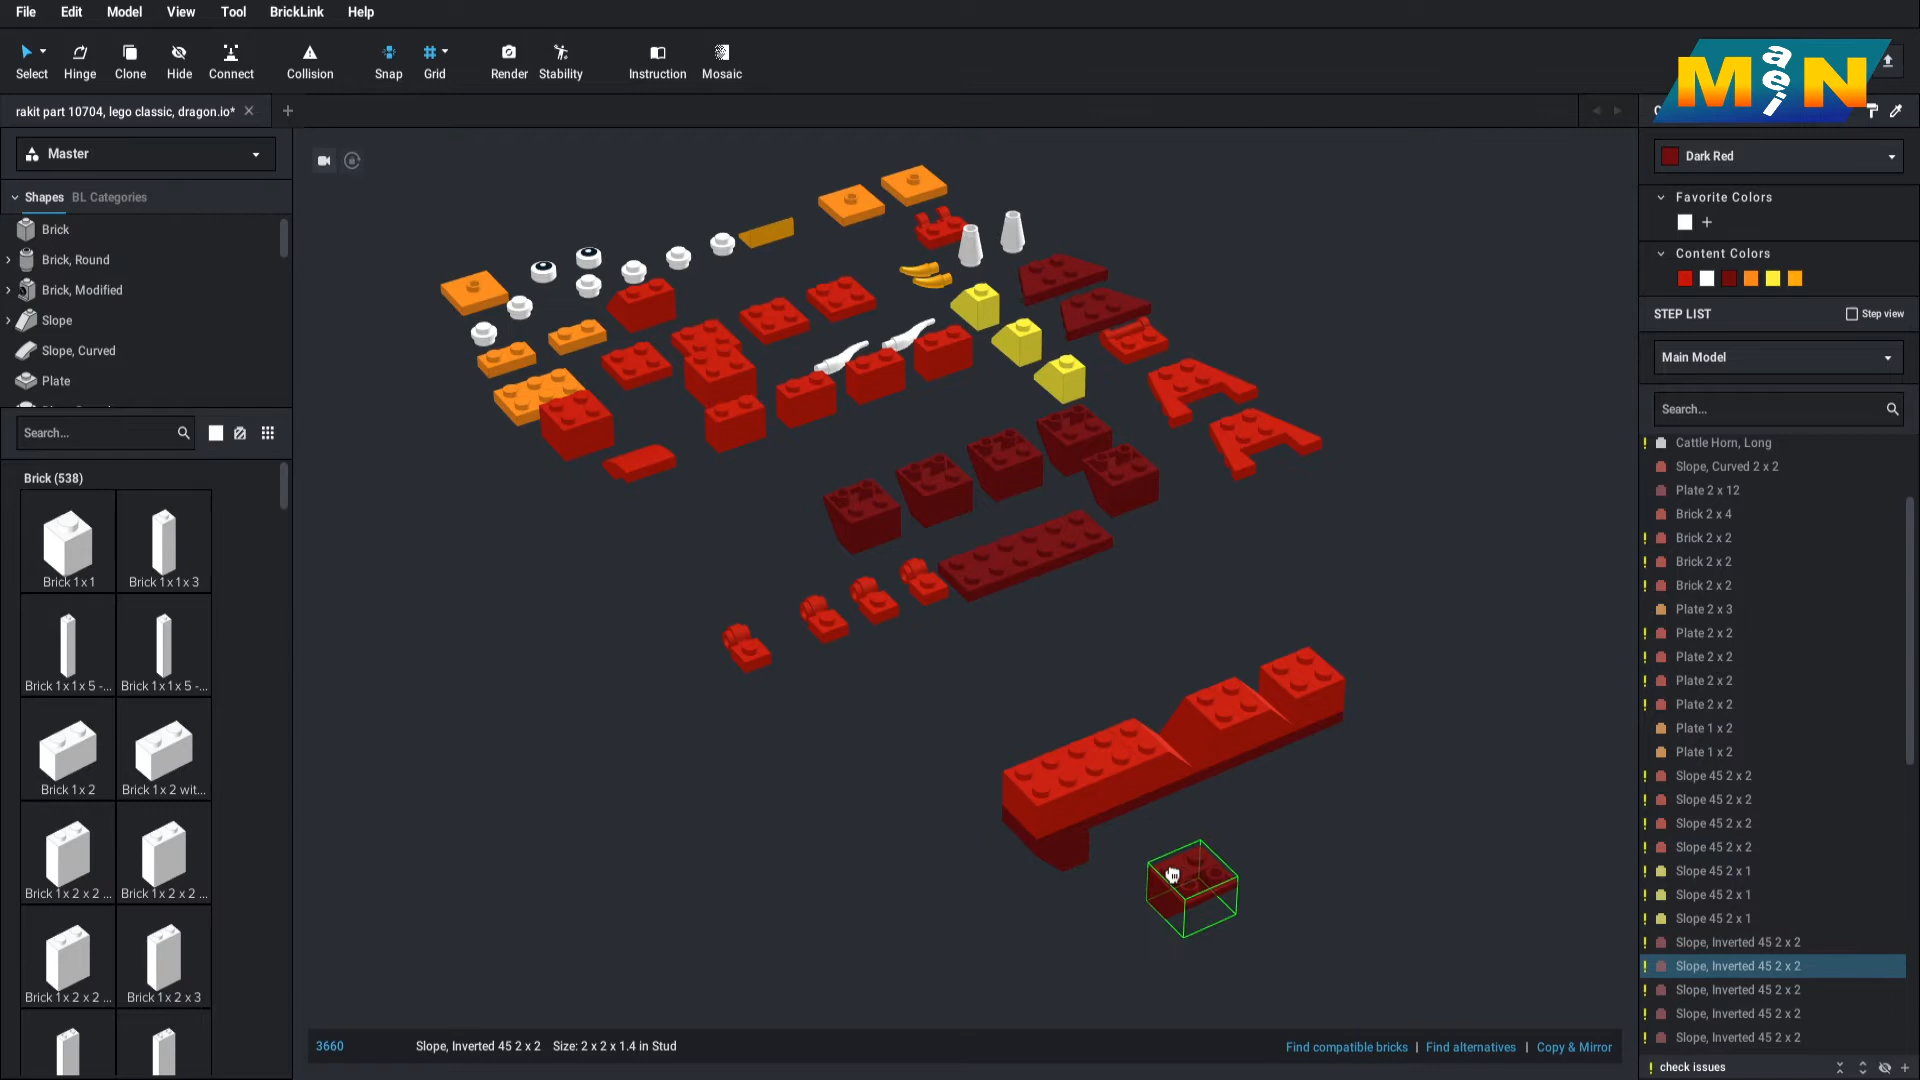 File Edit Model View Tool BrickLink Help
Select Hinge Clone Hide Connect Collision Snap Grid Render Stability Instruction Mosaic
MaeiN
rakit part 10704, lego classic, dragon.io*
Master
Dark Red
Shapes BL Categories
Favorite Colors
Brick
Brick, Round
Content Colors
Brick, Modified
STEP LIST Step view
Slope
Slope, Curved
Main Model
Plate
Search...
Search...
Cattle Horn, Long
Slope, Curved 2 x 2
Plate 2 x 12
Brick 2 x 4
Brick 2 x 2
Brick 2 x 2
Brick 2 x 2
Plate 2 x 3
Plate 2 x 2
Plate 2 x 2
Plate 2 x 2
Plate 2 x 2
Plate 1 x 2
Plate 1 x 2
Slope 45 2 x 2
Slope 45 2 x 2
Slope 45 2 x 2
Slope 45 2 x 2
Slope 45 2 x 1
Slope 45 2 x 1
Slope 45 2 x 1
Slope, Inverted 45 2 x 2
Slope, Inverted 45 2 x 2
Slope, Inverted 45 2 x 2
Slope, Inverted 45 2 x 2
Slope, Inverted 45 2 x 2
check issues
Brick (538)
Brick 1 x 1 Brick 1 x 1 x 3
Brick 1 x 1 x 5 -... Brick 1 x 1 x 5 -...
Brick 1 x 2 Brick 1 x 2 wit...
Brick 1 x 2 x 2 ... Brick 1 x 2 x 2 ...
Brick 1 x 2 x 2 ... Brick 1 x 2 x 3
3660 Slope, Inverted 45 2 x 2 Size: 2 x 2 x 1.4 in Stud
Find compatible bricks | Find alternatives | Copy & Mirror